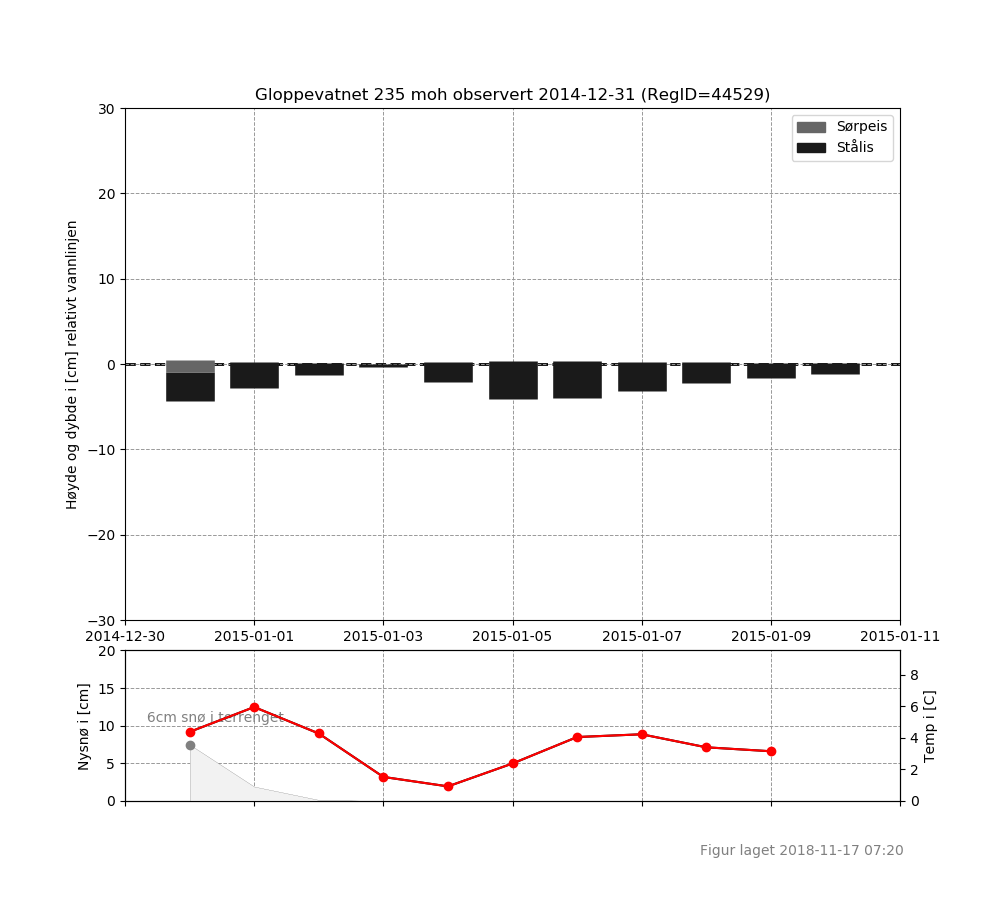 Gloppevatnet 235 moh observert 2014-12-31 (RegID=44529)
Sørpeis
Stålis
Høyde og dybde i [cm] relativt vannlinjen
30
20
10
0
−10
−20
−30
2014-12-30 2015-01-01 2015-01-03 2015-01-05 2015-01-07 2015-01-09 2015-01-11
Nysnø i [cm]
20
15
10
5
0
6cm snø i terrenget
8
6
4
2
0
Temp i [C]
Figur laget 2018-11-17 07:20